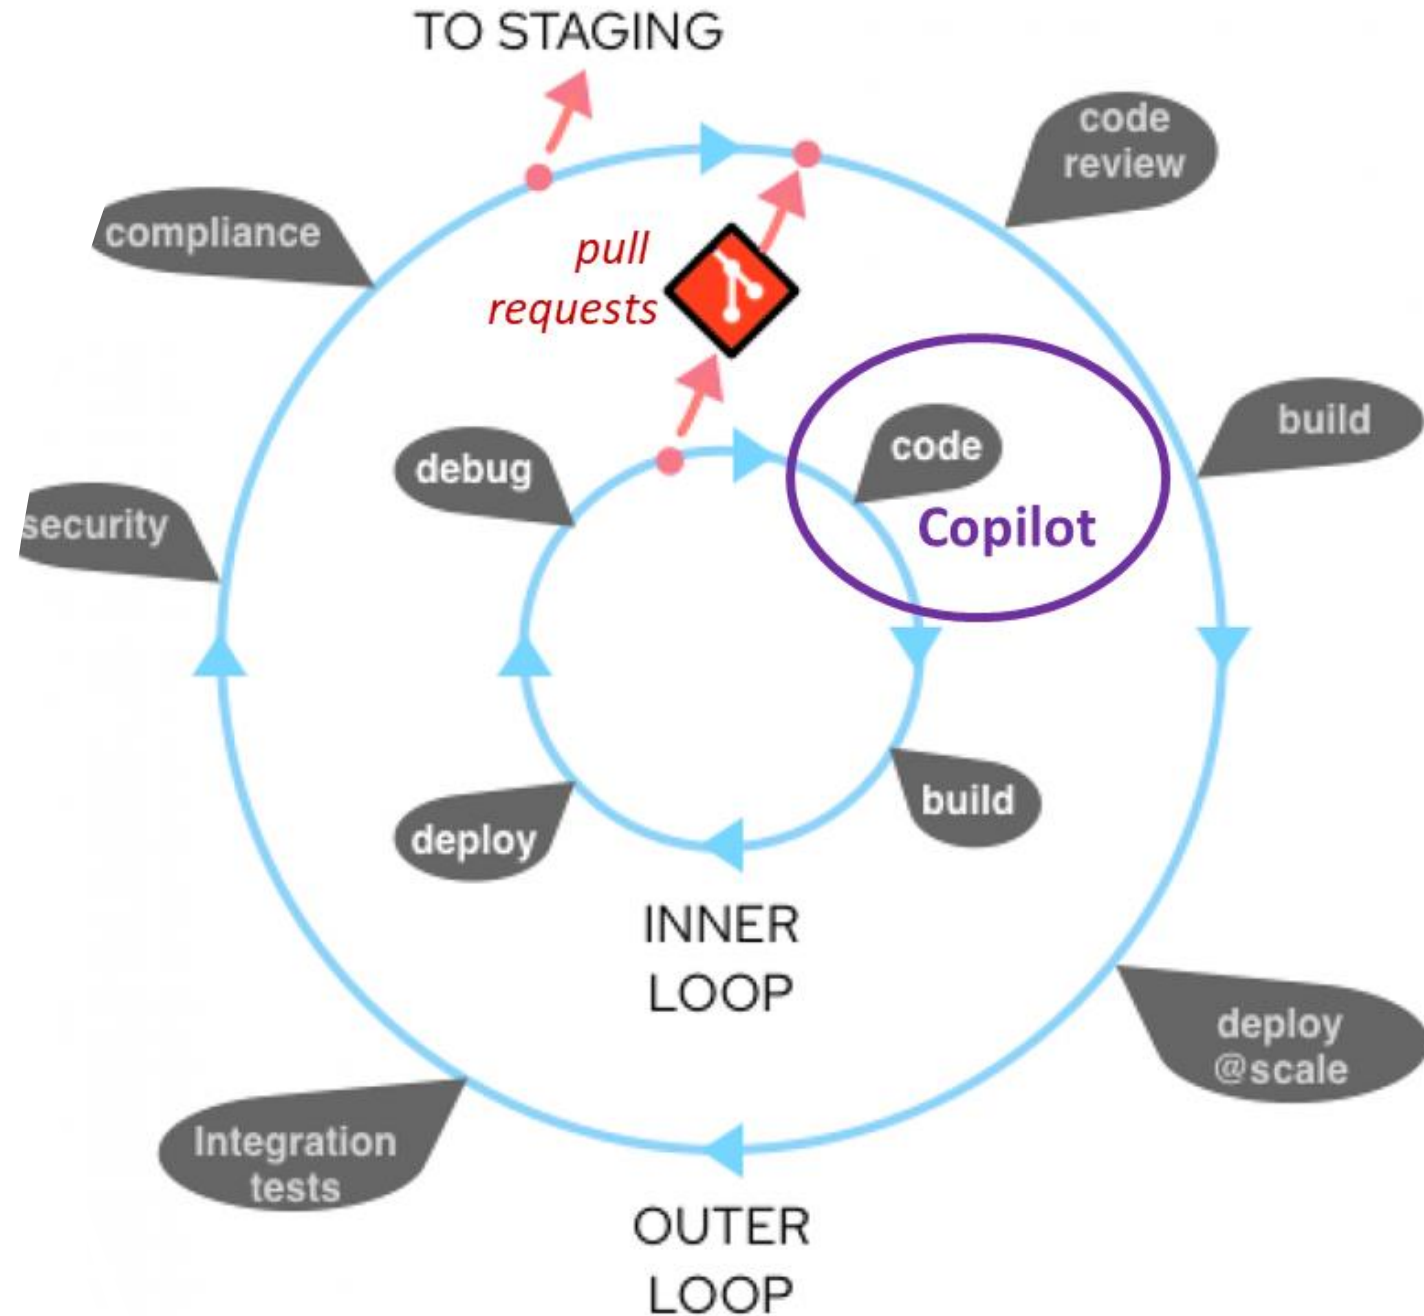 TO STAGING
code
review
compliance
pull
requests
code
Copilot
build
debug
security
build
deploy
INNER
LOOP
deploy
@scale
Integration
tests
OUTER
LOOP